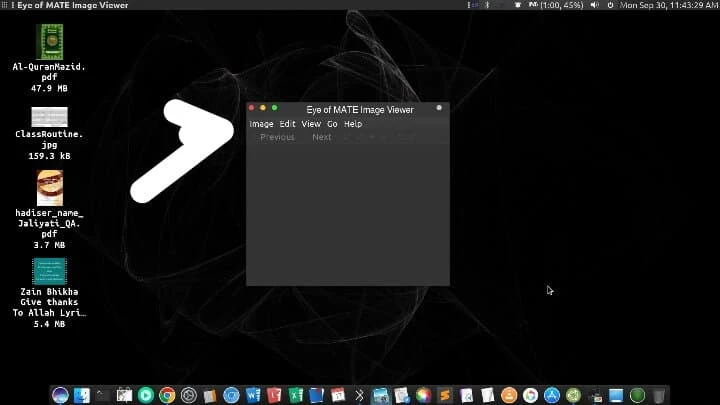 Eye of MATE Image Viewer
(1:00, 45%)
Mon Sep 30, 11:43:29 AM
Al-QuranMazid.
pdf
47.9 MB
ClassRoutine.
jpg
159.3 kB
hadiser_name_
Jaliyati_QA.
pdf
3.7 MB
Zain Bhikha
Give thanks
To Allah Lyri…
5.4 MB
Eye of MATE Image Viewer
Image Edit View Go Help
Previous Next